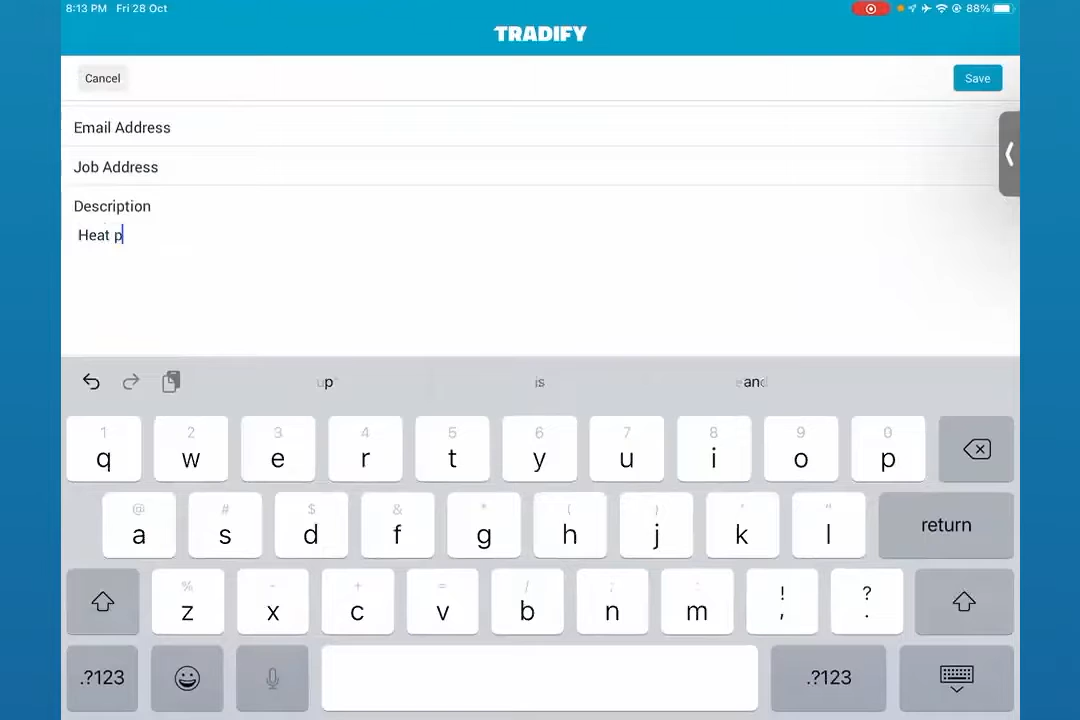 8:13 PM Fri 28 Oct 88%
TRADIFY
Cancel Save
Email Address
Job Address
Description
Heat p
up is and
1 2 3 4 5 6 7 8 9 0
q w e r t y u i o p
@ # $ & * ( ) ' "
a s d f g h j k l return
% - + = / ; : ! ?
z x c v b n m , .
.?123 .?123